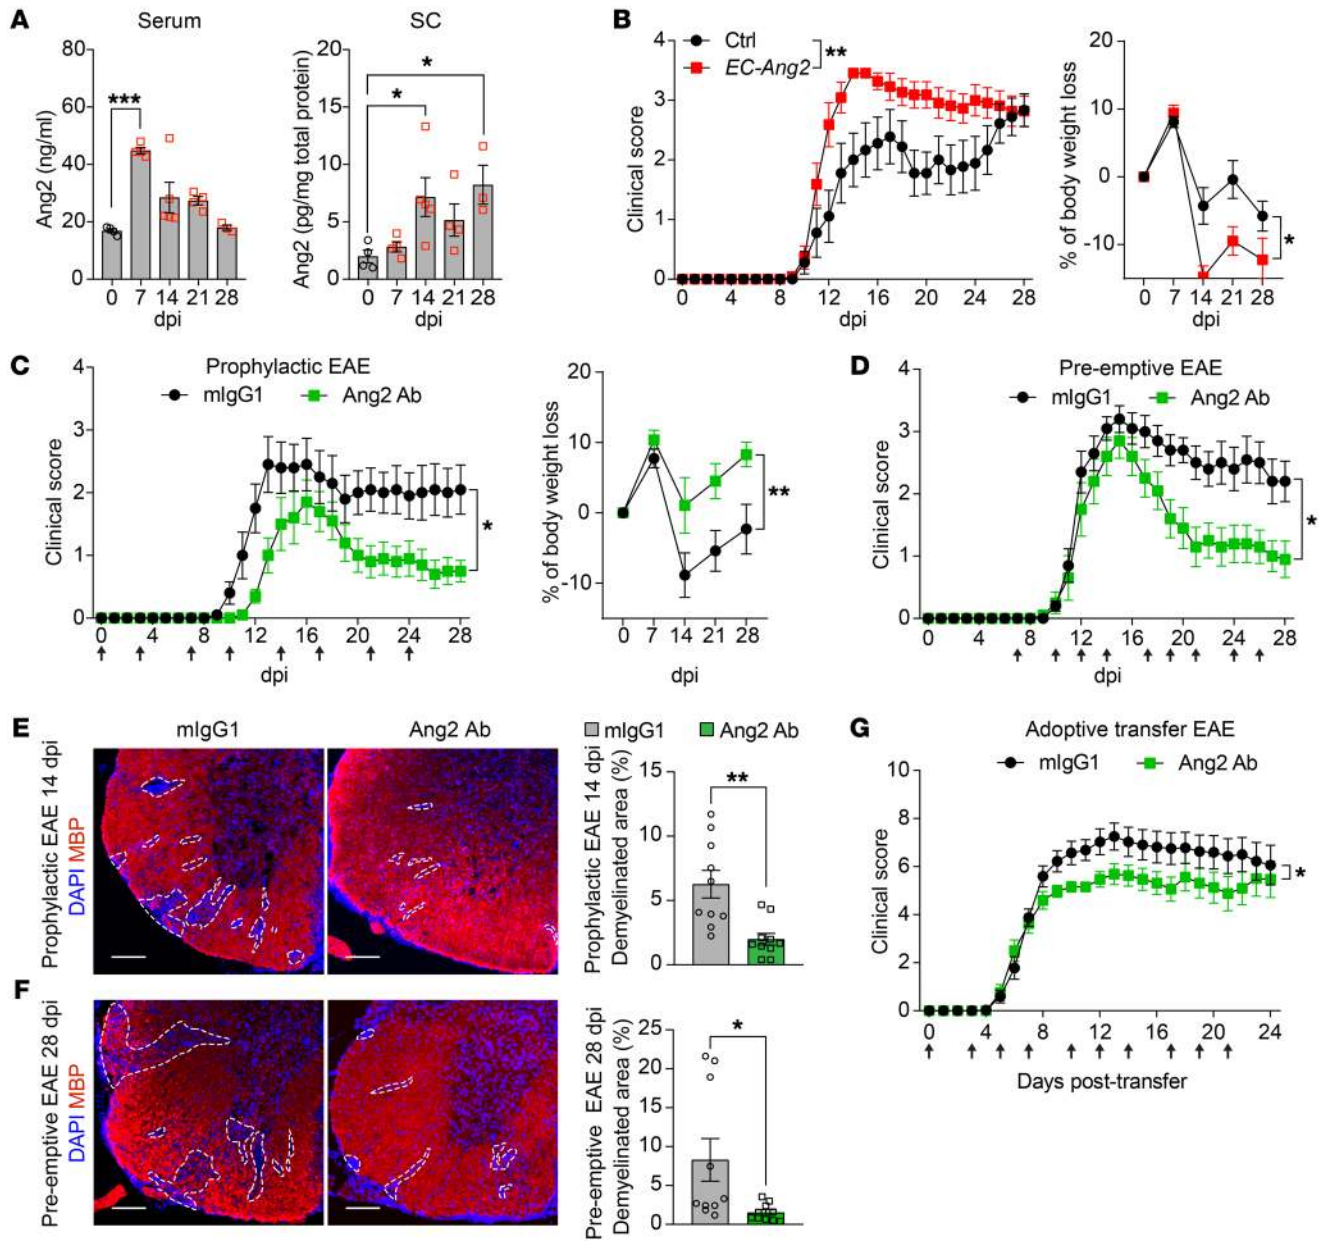 A
Serum
Ang2 (ng/ml)
80
60
40
20
0
***
0 7 14 21 28
dpi
SC
Ang2 (pg/mg total protein)
20
15
10
5
0
*
*
0 7 14 21 28
dpi
B
Ctrl
EC-Ang2
**
Clinical score
4
3
2
1
0
0 4 8 12 16 20 24 28
dpi
% of body weight loss
20
10
0
-10
*
0 7 14 21 28
dpi
C
Prophylactic EAE
mIgG1 Ang2 Ab
Clinical score
4
3
2
1
0
*
0 4 8 12 16 20 24 28
dpi
% of body weight loss
20
10
0
-10
**
0 7 14 21 28
dpi
D
Pre-emptive EAE
mIgG1 Ang2 Ab
Clinical score
4
3
2
1
0
*
0 4 8 12 16 20 24 28
dpi
E
mIgG1 Ang2 Ab
Prophylactic EAE 14 dpi
DAPI MBP
mIgG1 Ang2 Ab
Prophylactic EAE 14 dpi
Demyelinated area (%)
15
10
5
0
**
F
Pre-emptive EAE 28 dpi
DAPI MBP
Pre-emptive EAE 28 dpi
Demyelinated area (%)
25
20
15
10
5
0
*
G
Adoptive transfer EAE
mIgG1 Ang2 Ab
Clinical score
10
8
6
4
2
0
*
0 4 8 12 16 20 24
Days post-transfer